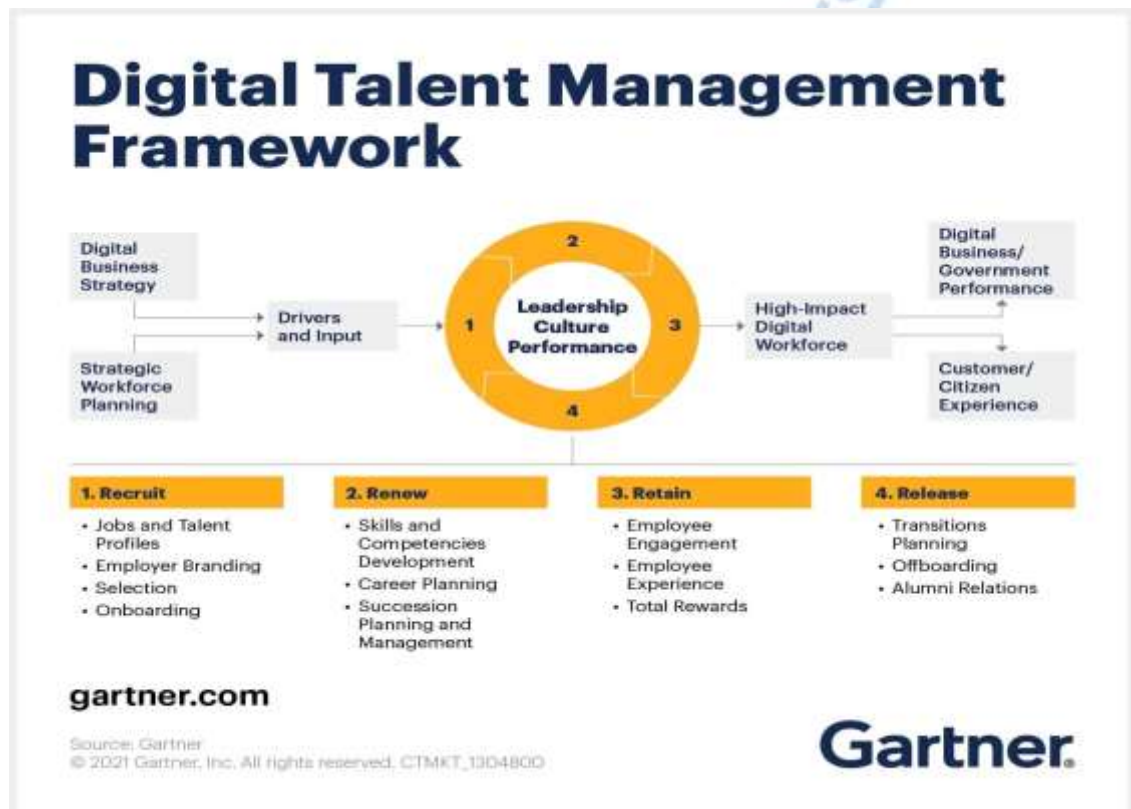 Digital Talent Management
Framework
Digital
Business
Strategy
Strategic
Workforce
Planning
Drivers
and Input
1
2
3
4
Leadership
Culture
Performance
High-Impact
Digital
Workforce
Digital
Business/
Government
Performance
Customer/
Citizen
Experience
1. Recruit
• Jobs and Talent
Profiles
• Employer Branding
• Selection
• Onboarding
2. Renew
• Skills and
Competencies
Development
• Career Planning
• Succession
Planning and
Management
3. Retain
• Employee
Engagement
• Employee
Experience
• Total Rewards
4. Release
• Transitions
Planning
• Offboarding
• Alumni Relations
gartner.com
Source: Gartner
© 2021 Gartner, Inc. All rights reserved. CTMKT_1304800
Gartner®